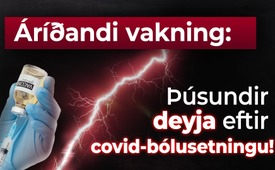 Áríðandi vakning:
Þúsundir
deyja eftir
covid-bólusetningu!